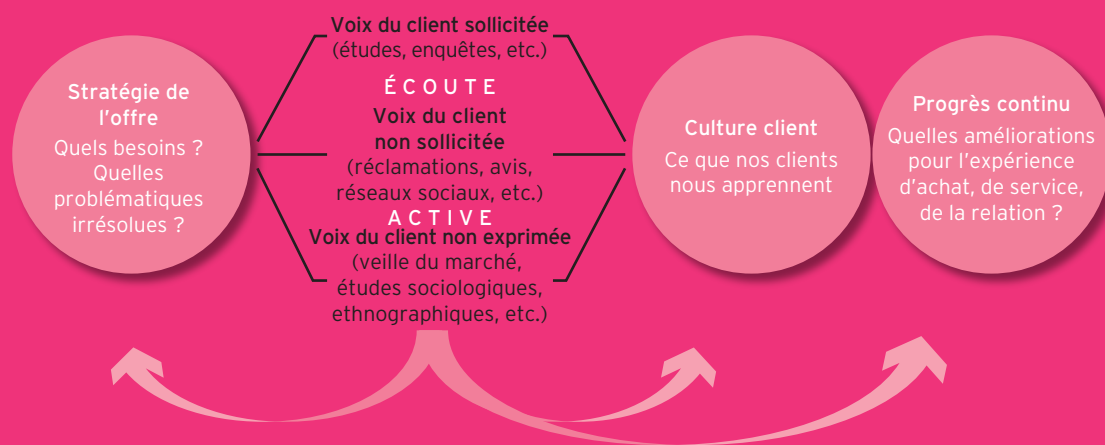 Stratégie de
l'offre
Quels besoins ?
Quelles
problématiques
irrésolues ?
Voix du client sollicitée
(études, enquêtes, etc.)
ÉCOUTE
Voix du client
non sollicitée
(réclamations, avis,
réseaux sociaux, etc.)
ACTIVE
Voix du client non exprimée
(veille du marché,
études sociologiques,
ethnographiques, etc.)
Culture client
Ce que nos clients
nous apprennent
Progrès continu
Quelles améliorations
pour l'expérience
d'achat, de service,
de la relation ?